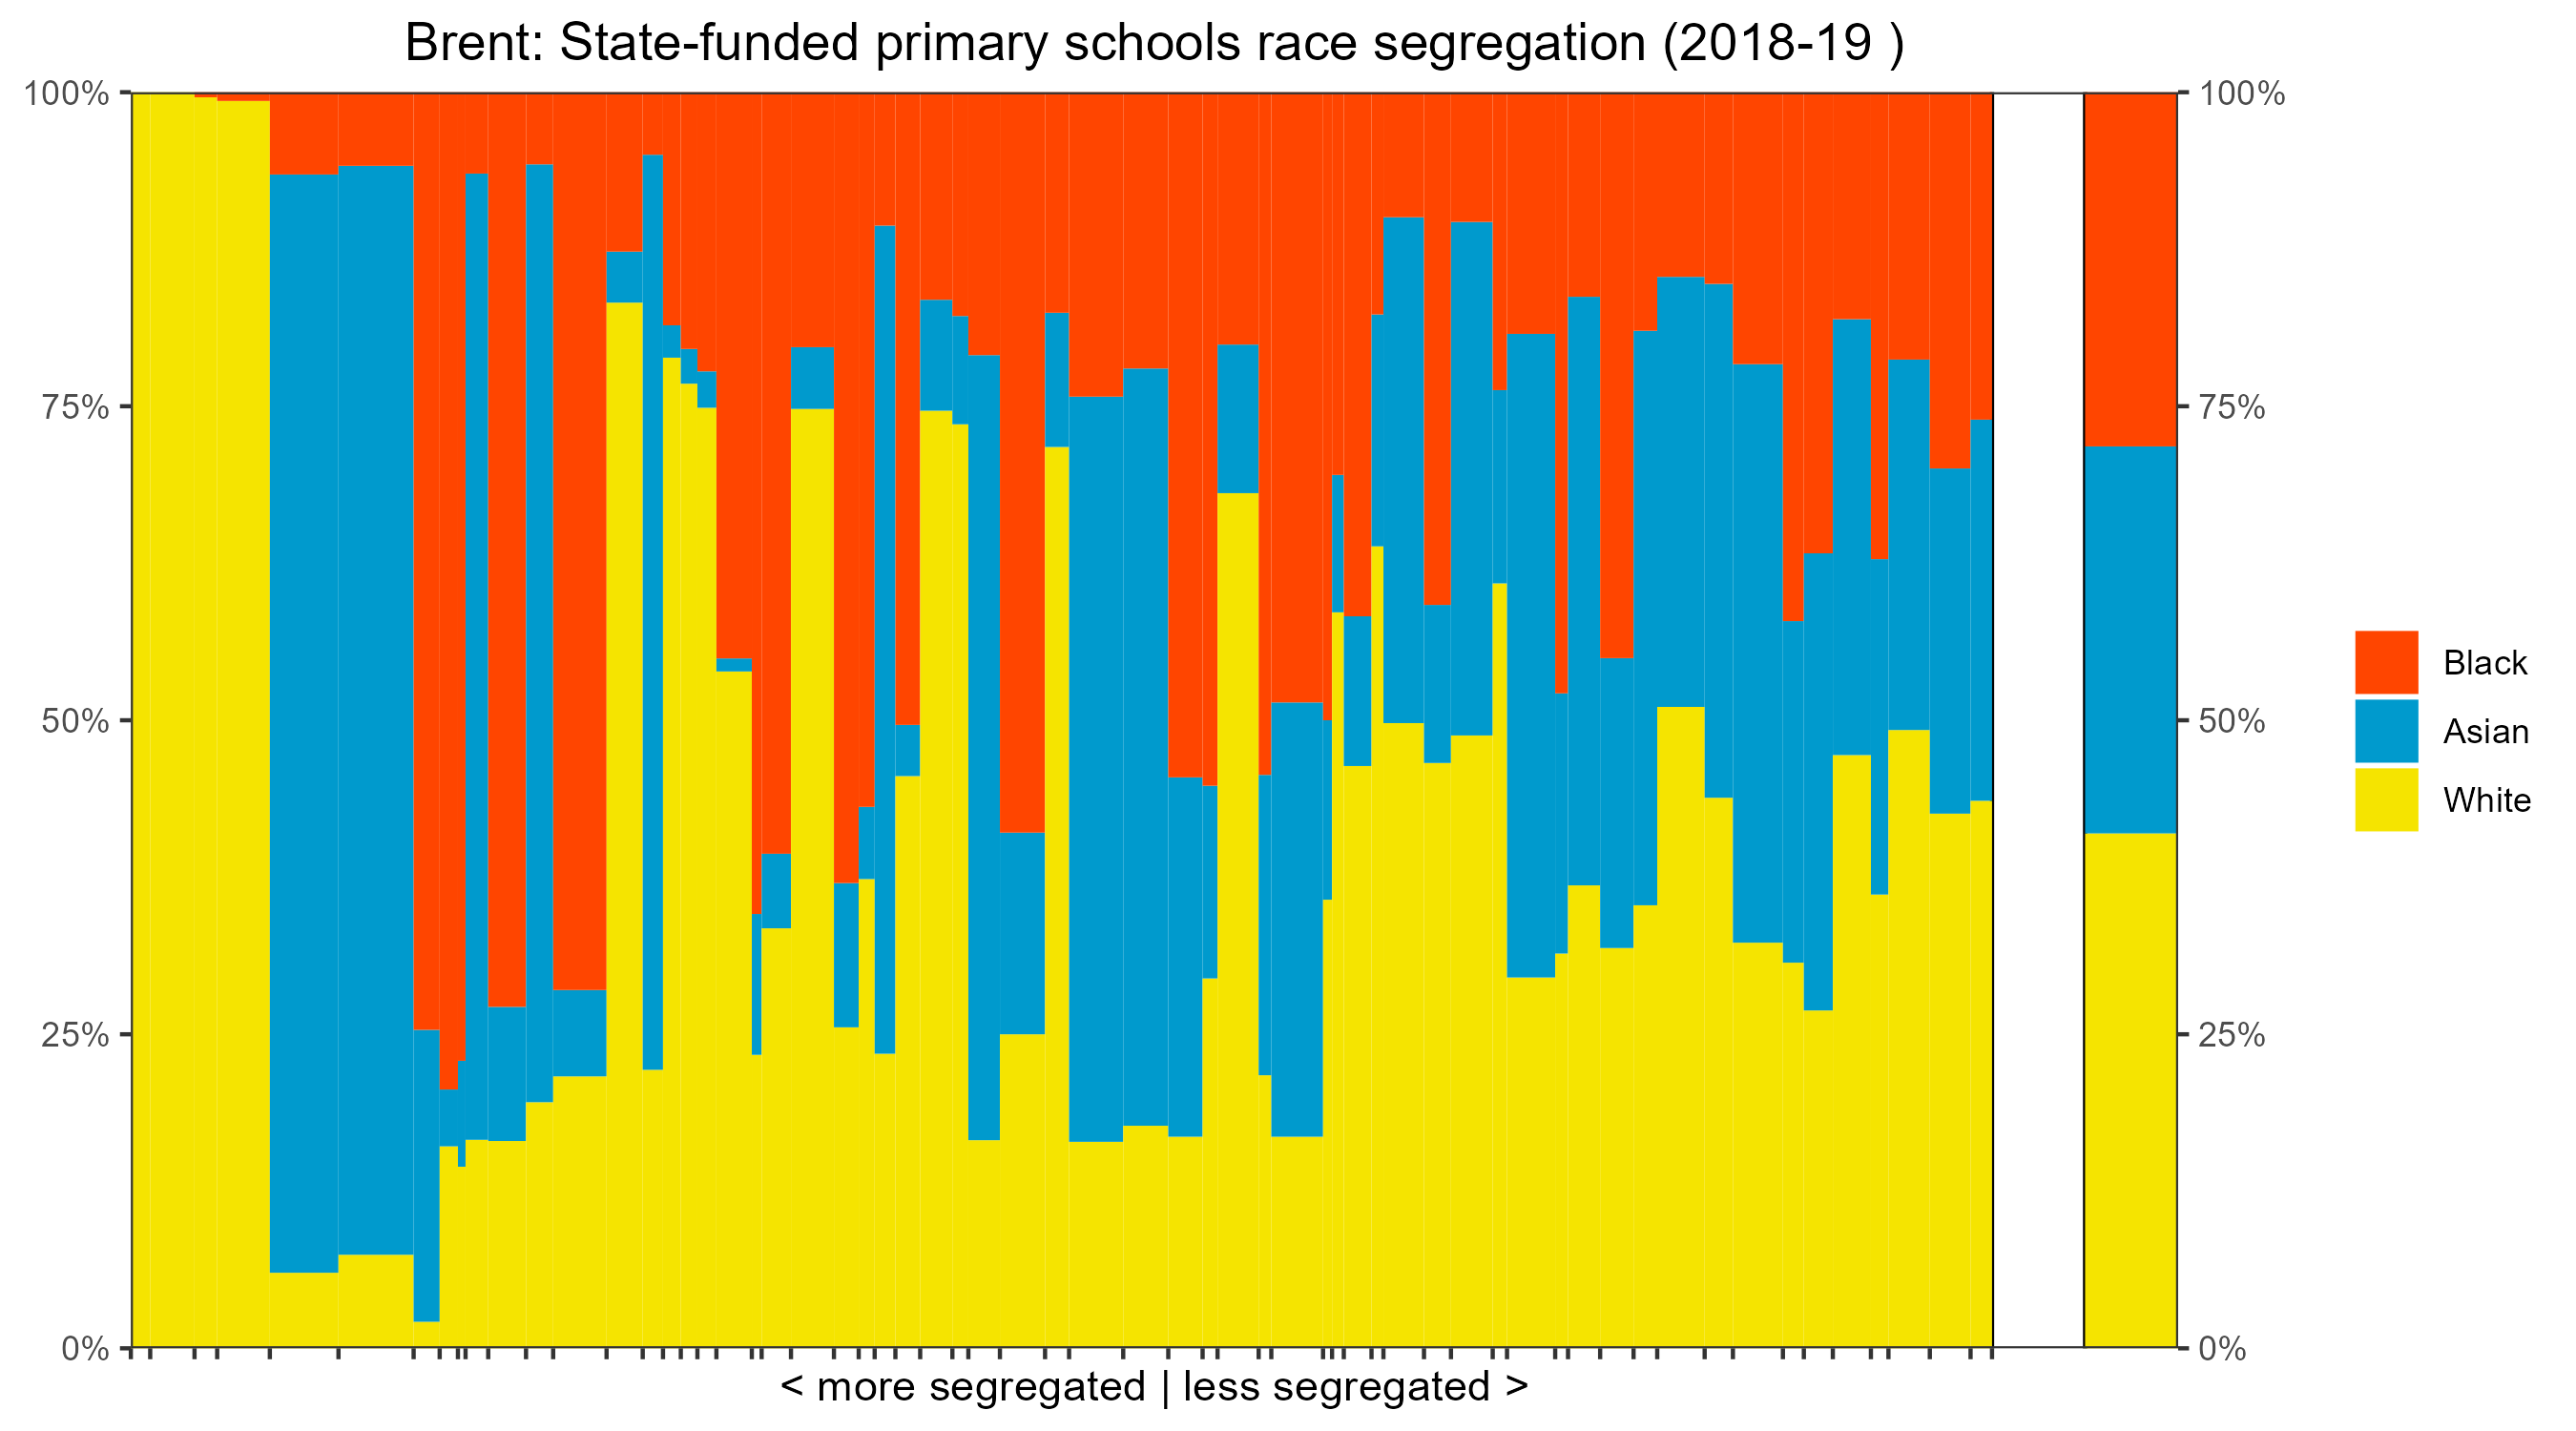 Brent: State-funded primary schools race segregation (2018-19 )
100%
75%
50%
25%
0%
100%
75%
50%
25%
0%
Black
Asian
White
< more segregated | less segregated >